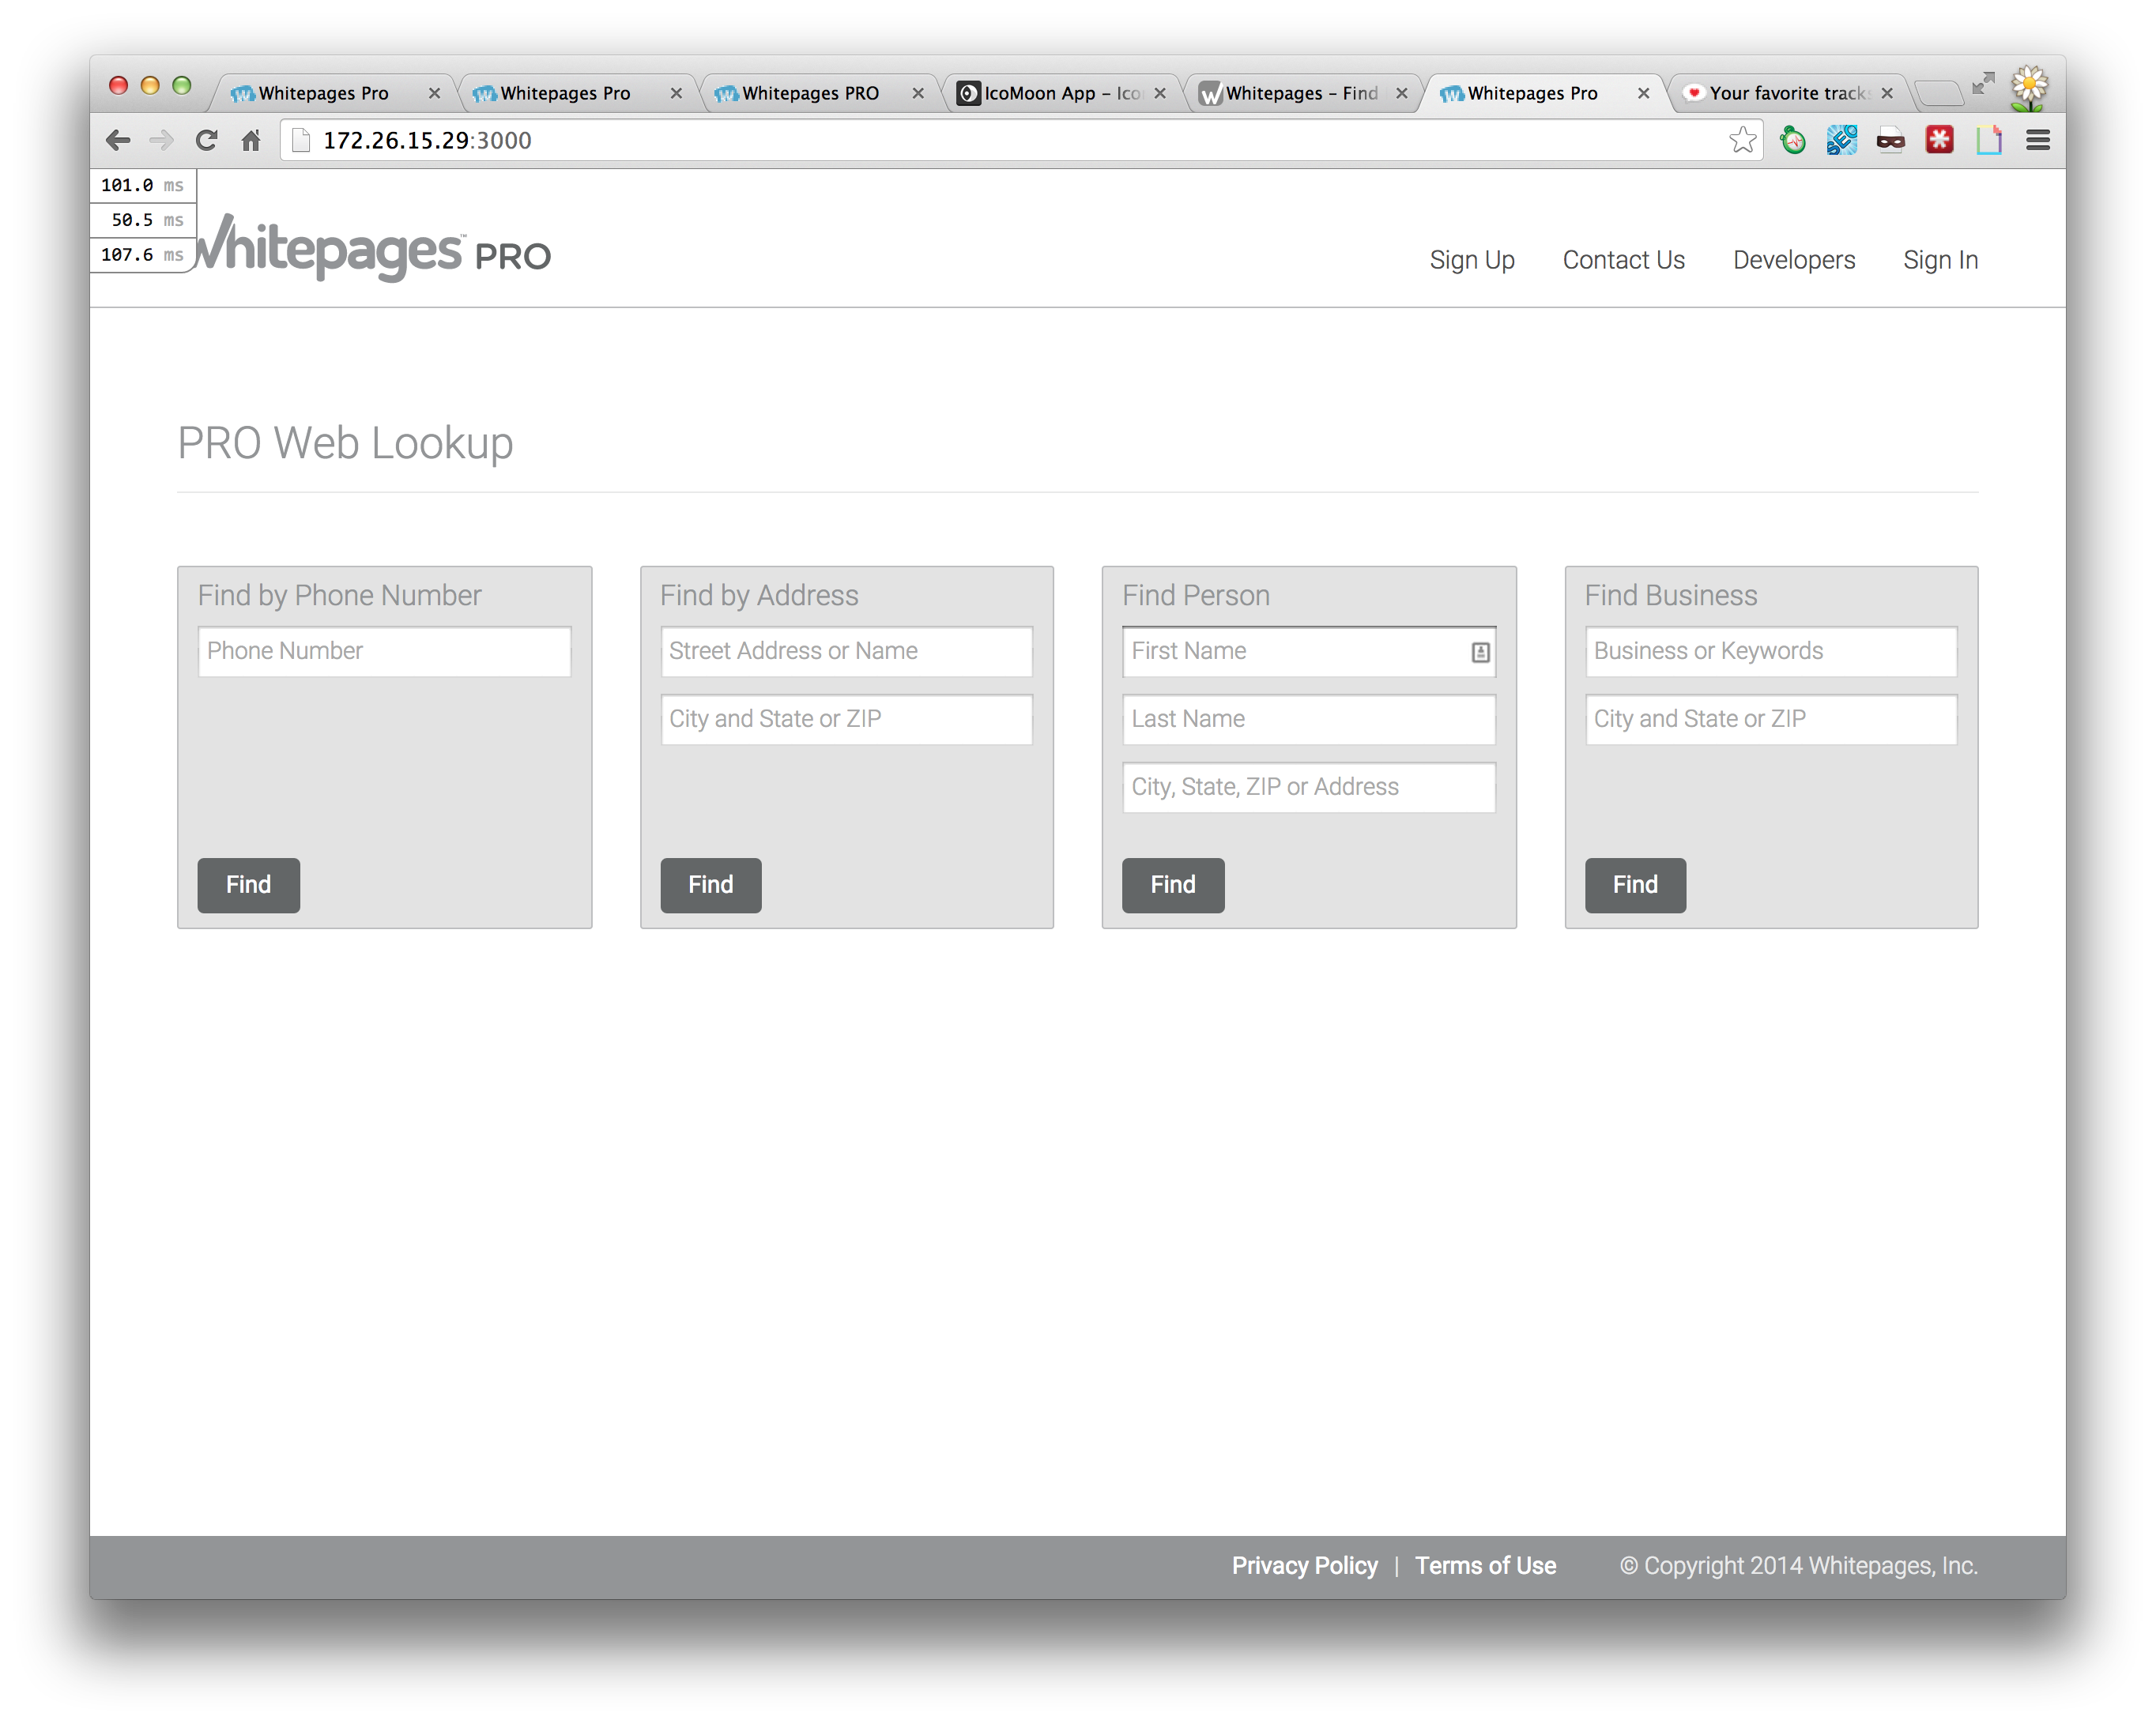 Whitepages Pro
Whitepages Pro
Whitepages PRO
IcoMoon App – Ico
Whitepages – Find
Whitepages Pro
Your favorite track
172.26.15.29:3000
101.0 ms
50.5 ms
107.6 ms
Whitepages™ PRO
Sign Up Contact Us Developers Sign In
PRO Web Lookup
Find by Phone Number
Phone Number
Find
Find by Address
Street Address or Name
City and State or ZIP
Find
Find Person
First Name
Last Name
City, State, ZIP or Address
Find
Find Business
Business or Keywords
City and State or ZIP
Find
Privacy Policy | Terms of Use © Copyright 2014 Whitepages, Inc.